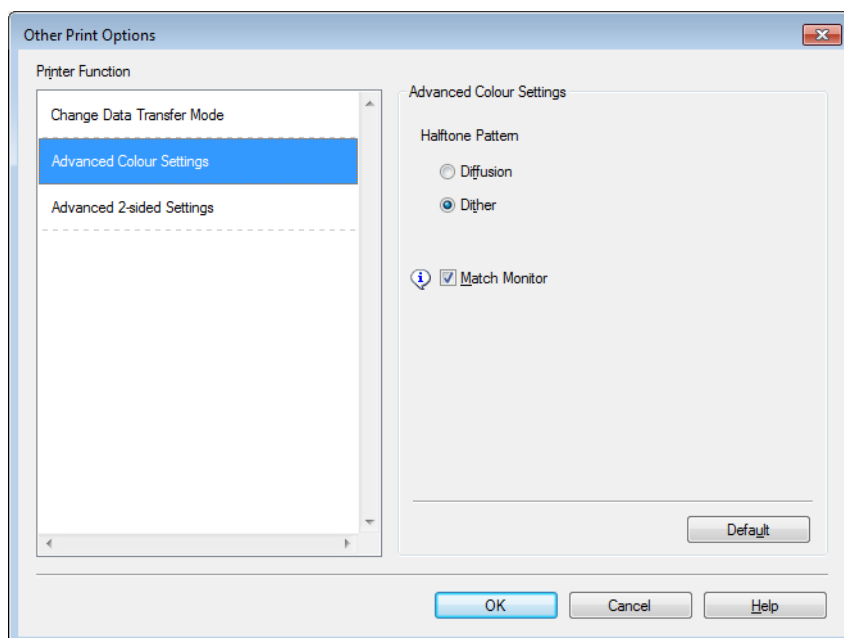 Other Print Options
Printer Function
Change Data Transfer Mode
Advanced Colour Settings
Advanced 2-sided Settings
Advanced Colour Settings
Halftone Pattern
Diffusion
Dither
Match Monitor
Default
OK Cancel Help